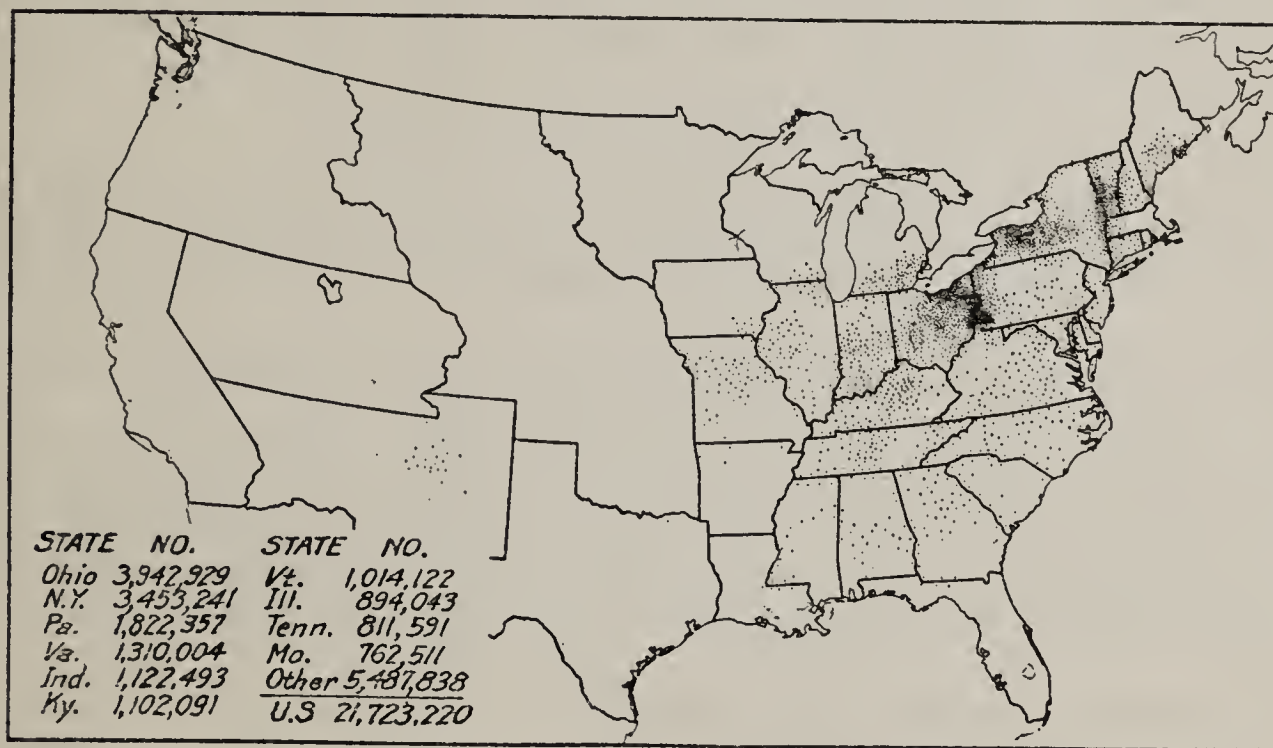 STATE NO. STATE NO.
Ohio 3,942,929 Vt. 1,014,122
N.Y. 3,453,241 Ill. 894,043
Pa. 1,822,357 Tenn. 811,591
Va. 1,310,004 Mo. 762,511
Ind. 1,122,493 Other 5,487,838
Ky. 1,102,091 U.S 21,723,220